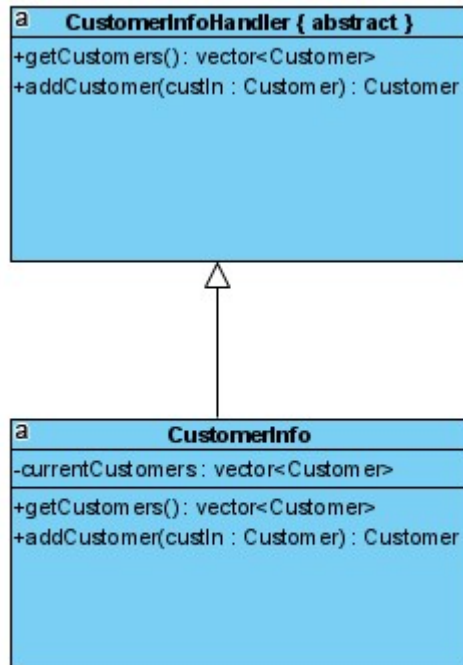 a CustomerInfoHandler { abstract }
+getCustomers() : vector<Customer>
+addCustomer(custIn : Customer) : Customer
a CustomerInfo
-currentCustomers : vector<Customer>
+getCustomers() : vector<Customer>
+addCustomer(custIn : Customer) : Customer